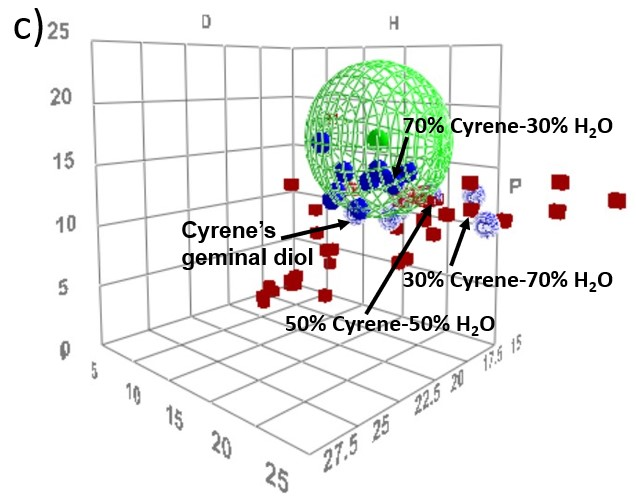 c)
25
D
H
20
70% Cyrene-30% H₂O
15
P
10
Cyrene's
geminal diol
30% Cyrene-70% H₂O
5
50% Cyrene-50% H₂O
0
5
10
15
20
25
27.5
25
22.5
20
17.5
15